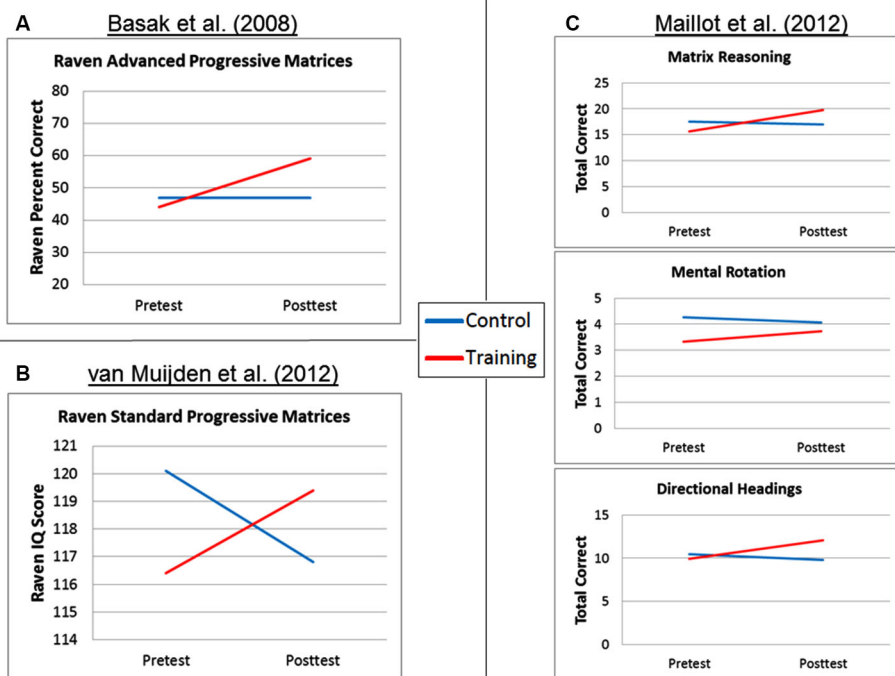 A Basak et al. (2008)
Raven Advanced Progressive Matrices
Raven Percent Correct
80
70
60
50
40
30
20
Pretest Posttest
Control
Training
B van Muijden et al. (2012)
Raven Standard Progressive Matrices
Raven IQ Score
121
120
119
118
117
116
115
114
Pretest Posttest
C Maillot et al. (2012)
Matrix Reasoning
Total Correct
25
20
15
10
5
0
Pretest Posttest
Mental Rotation
Total Correct
5
4
3
2
1
0
Pretest Posttest
Directional Headings
Total Correct
15
10
5
0
Pretest Posttest